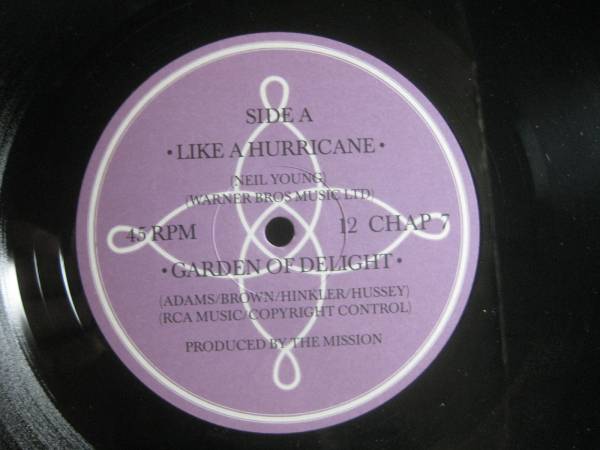 SIDE A
• LIKE A HURRICANE •
(NEIL YOUNG)
(WARNER BROS MUSIC LTD)
45 RPM
12 CHAP 7
• GARDEN OF DELIGHT •
(ADAMS/BROWN/HINKLER/HUSSEY)
(RCA MUSIC/COPYRIGHT CONTROL)
PRODUCED BY THE MISSION